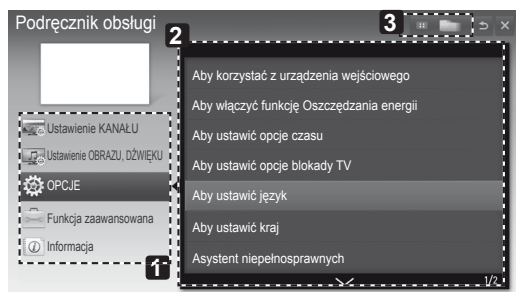 Podręcznik obsługi
2
3
Ustawienie KANAŁU
Ustawienie OBRAZU, DŹWIĘKU
OPCJE
Funkcja zaawansowana
Informacja
1
Aby korzystać z urządzenia wejściowego
Aby włączyć funkcję Oszczędzania energii
Aby ustawić opcje czasu
Aby ustawić opcje blokady TV
Aby ustawić język
Aby ustawić kraj
Asystent niepełnosprawnych
1/2